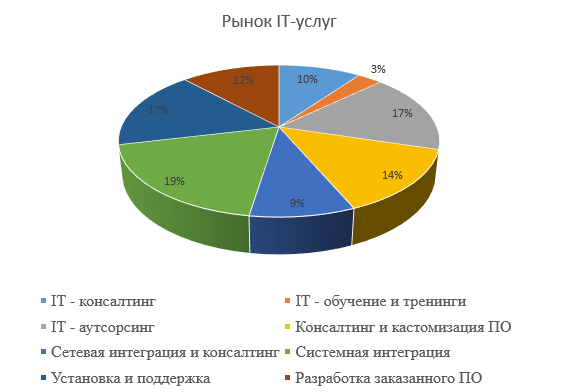 Рынок IT-услуг
10%
3%
17%
14%
9%
19%
17%
12%
IT - консалтинг
IT - обучение и тренинги
IT - аутсорсинг
Консалтинг и кастомизация ПО
Сетевая интеграция и консалтинг
Системная интеграция
Установка и поддержка
Разработка заказанного ПО